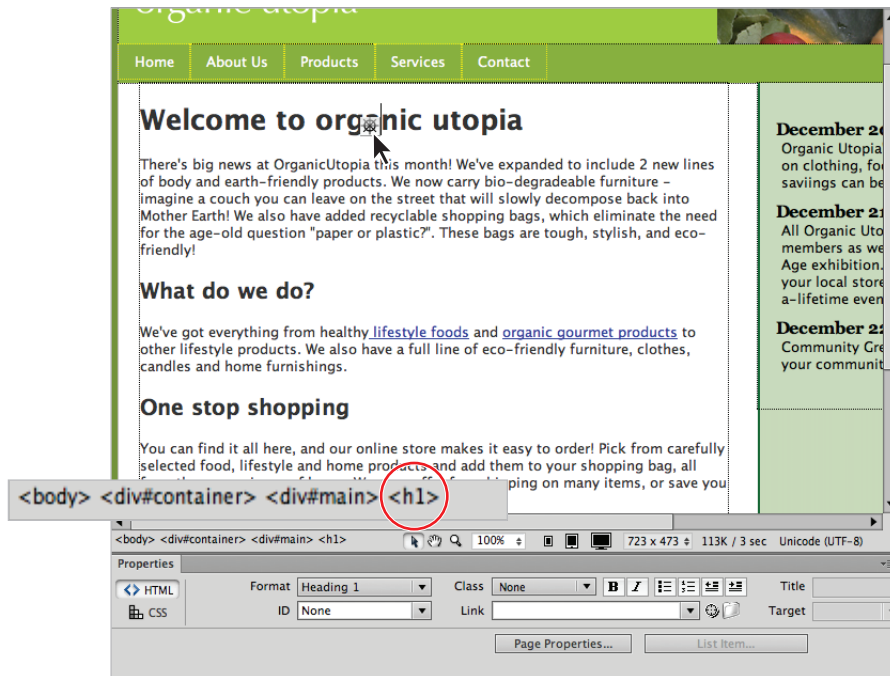 organic utopia
Home About Us Products Services Contact
Welcome to organic utopia
There's big news at OrganicUtopia this month! We've expanded to include 2 new lines
of body and earth-friendly products. We now carry bio-degradeable furniture -
imagine a couch you can leave on the street that will slowly decompose back into
Mother Earth! We also have added recyclable shopping bags, which eliminate the need
for the age-old question "paper or plastic?". These bags are tough, stylish, and eco-
friendly!
What do we do?
We've got everything from healthy lifestyle foods and organic gourmet products to
other lifestyle products. We also have a full line of eco-friendly furniture, clothes,
candles and home furnishings.
One stop shopping
You can find it all here, and our online store makes it easy to order! Pick from carefully
selected food, lifestyle and home products and add them to your shopping bag, all
on many items, or save you
December
Organic Utopia
on clothing,
saviings can be
December 21
All Organic
members as we
Age exhibition.
your local store
a-lifetime even
December 22
Community Gre
your communit
<body> <div#container> <div#main> <h1>
<body> <div#container> <div#main> <h1> 100% 723 x 473 113K / 3 sec Unicode (UTF-8)
Properties
<> HTML Format Heading 1 Class None B I Title
CSS ID None Link Target
Page Properties... List Item...